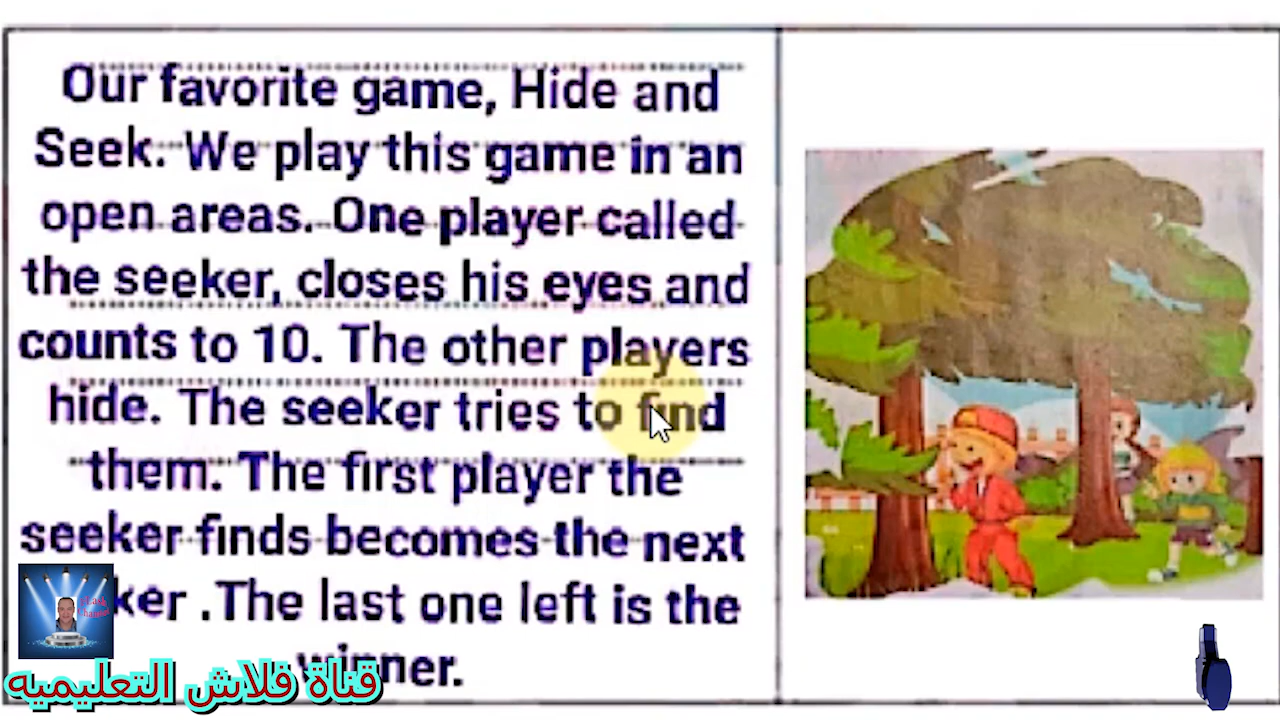 Our favorite game, Hide and
Seek. We play this game in an
open areas. One player called
the seeker, closes his eyes and
counts to 10. The other players
hide. The seeker tries to find
them. The first player the
seeker finds becomes the next
ker .The last one left is the
winner.
قناة فلاش التعليميه